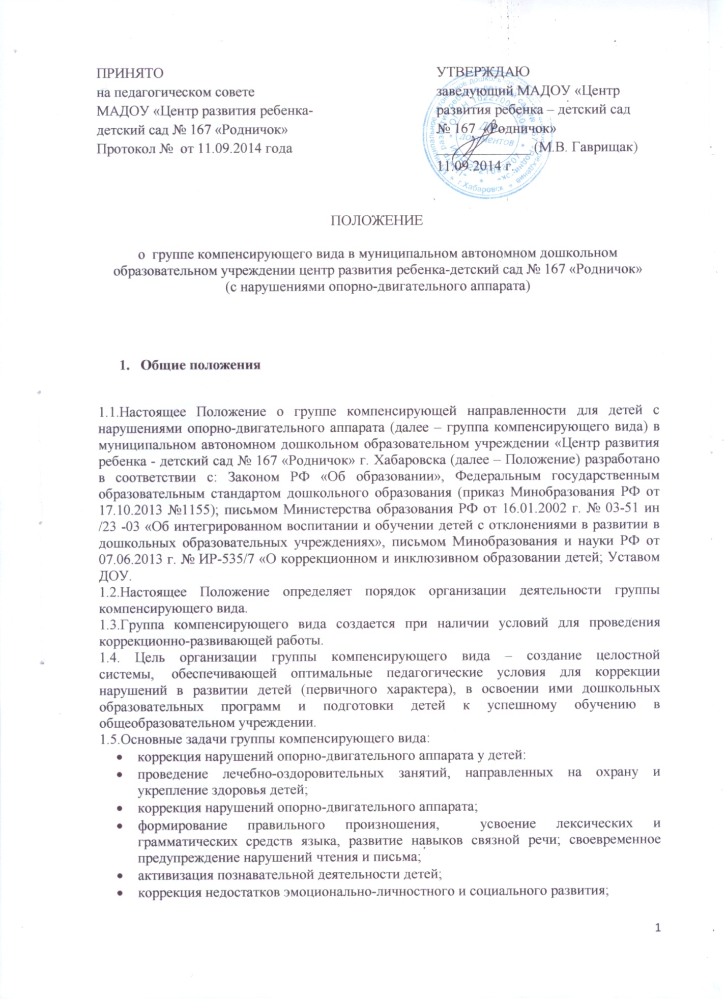 ПРИНЯТО
на педагогическом совете
МАДОУ «Центр развития ребенка-
детский сад № 167 «Родничок»
Протокол №  от 11.09.2014 года
УТВЕРЖДАЮ
заведующий МАДОУ «Центр
развития ребенка – детский сад
№ 167  «Родничок»
_____________ (М.В. Гаврищак)
11.09.2014 г.
Для
документов
г.Хабаровск
ПОЛОЖЕНИЕ
о  группе компенсирующего вида в муниципальном автономном дошкольном
образовательном учреждении центр развития ребенка-детский сад № 167 «Родничок»
(с нарушениями опорно-двигательного аппарата)
1. Общие положения
1.1.Настоящее Положение о группе компенсирующей направленности для детей с
нарушениями опорно-двигательного аппарата (далее – группа компенсирующего вида) в
муниципальном автономном дошкольном образовательном учреждении «Центр развития
ребенка - детский сад № 167 «Родничок» г. Хабаровска (далее – Положение) разработано
в соответствии с: Законом РФ «Об образовании», Федеральным государственным
образовательным стандартом дошкольного образования (приказ Минобразования РФ от
17.10.2013 №1155); письмом Министерства образования РФ от 16.01.2002 г. № 03-51 ин
/23 -03 «Об интегрированном воспитании и обучении детей с отклонениями в развитии в
дошкольных образовательных учреждениях», письмом Минобразования и науки РФ от
07.06.2013 г. № ИР-535/7 «О коррекционном и инклюзивном образовании детей; Уставом
ДОУ.
1.2.Настоящее Положение определяет порядок организации деятельности группы
компенсирующего вида.
1.3.Группа компенсирующего вида создается при наличии условий для проведения
коррекционно-развивающей работы.
1.4. Цель организации группы компенсирующего вида – создание целостной
системы, обеспечивающей оптимальные педагогические условия для коррекции
нарушений в развитии детей (первичного характера), в освоении ими дошкольных
образовательных программ и подготовки детей к успешному обучению в
общеобразовательном учреждении.
1.5.Основные задачи группы компенсирующего вида:
• коррекция нарушений опорно-двигательного аппарата у детей:
• проведение лечебно-оздоровительных занятий, направленных на охрану и
укрепление здоровья детей;
• коррекция нарушений опорно-двигательного аппарата;
• формирование правильного произношения, усвоение лексических и
грамматических средств языка, развитие навыков связной речи; своевременное
предупреждение нарушений чтения и письма;
• активизация познавательной деятельности детей;
• коррекция недостатков эмоционально-личностного и социального развития;
1